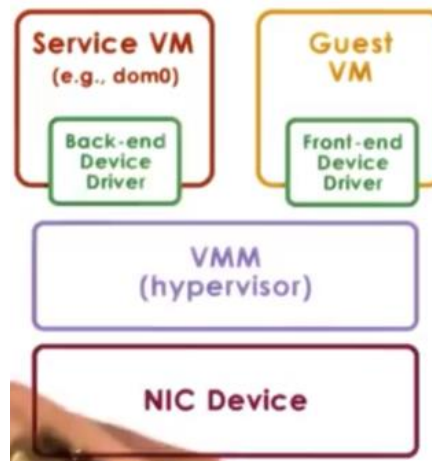 Service VM
(e.g., dom0)
Back-end
Device
Driver
Guest
VM
Front-end
Device
Driver
VMM
(hypervisor)
NIC Device